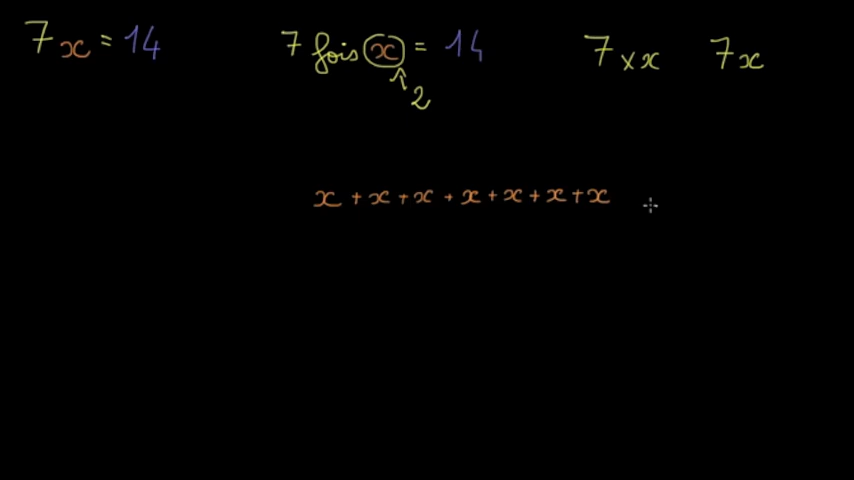 7x = 14 7 fois x = 14 7 × x 7x
2
x + x + x + x + x + x + x